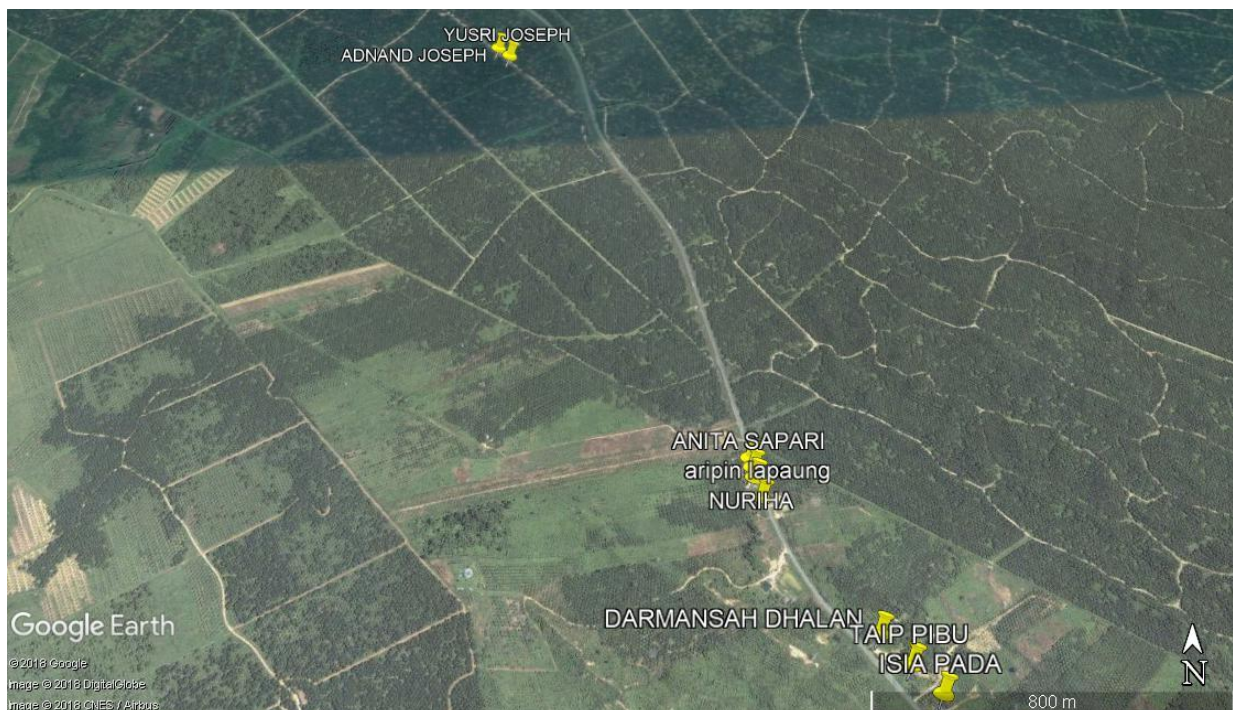 YUSRI JOSEPH
ADNAND JOSEPH
ANITA SAPARI
aripin lapaung
NURIHA
DARMANSAH DHALAN
TAIP PIBU
ISIA PADA
Google Earth
© 2018 Google
Image © 2018 DigitalGlobe
Image © 2018 CNES / Airbus
N
800 m